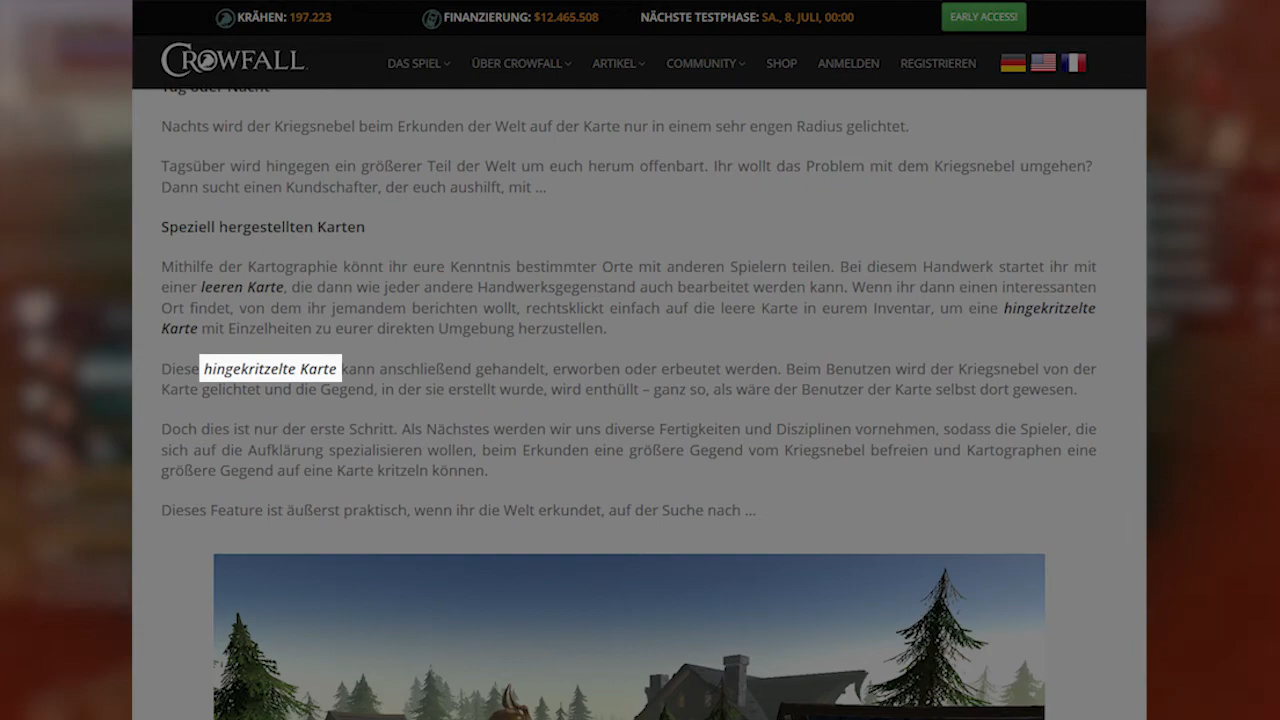 KRÄHEN: 197.223 FINANZIERUNG: $12.465.508 NÄCHSTE TESTPHASE: SA., 8. JULI, 00:00 EARLY ACCESS!
CROWFALL DAS SPIEL ÜBER CROWFALL ARTIKEL COMMUNITY SHOP ANMELDEN REGISTRIEREN
Tag oder Nacht
Nachts wird der Kriegsnebel beim Erkunden der Welt auf der Karte nur in einem sehr engen Radius gelichtet.
Tagsüber wird hingegen ein größerer Teil der Welt um euch herum offenbart. Ihr wollt das Problem mit dem Kriegsnebel umgehen?
Dann sucht einen Kundschafter, der euch aushilft, mit ...
Speziell hergestellten Karten
Mithilfe der Kartographie könnt ihr eure Kenntnis bestimmter Orte mit anderen Spielern teilen. Bei diesem Handwerk startet ihr mit
einer leeren Karte, die dann wie jeder andere Handwerksgegenstand auch bearbeitet werden kann. Wenn ihr dann einen interessanten
Ort findet, von dem ihr jemandem berichten wollt, rechtsklickt einfach auf die leere Karte in eurem Inventar, um eine hingekritzelte
Karte mit Einzelheiten zu eurer direkten Umgebung herzustellen.
Diese hingekritzelte Karte kann anschließend gehandelt, erworben oder erbeutet werden. Beim Benutzen wird der Kriegsnebel von der
Karte gelichtet und die Gegend, in der sie erstellt wurde, wird enthüllt – ganz so, als wäre der Benutzer der Karte selbst dort gewesen.
Doch dies ist nur der erste Schritt. Als Nächstes werden wir uns diverse Fertigkeiten und Disziplinen vornehmen, sodass die Spieler, die
sich auf die Aufklärung spezialisieren wollen, beim Erkunden eine größere Gegend vom Kriegsnebel befreien und Kartographen eine
größere Gegend auf eine Karte kritzeln können.
Dieses Feature ist äußerst praktisch, wenn ihr die Welt erkundet, auf der Suche nach ...